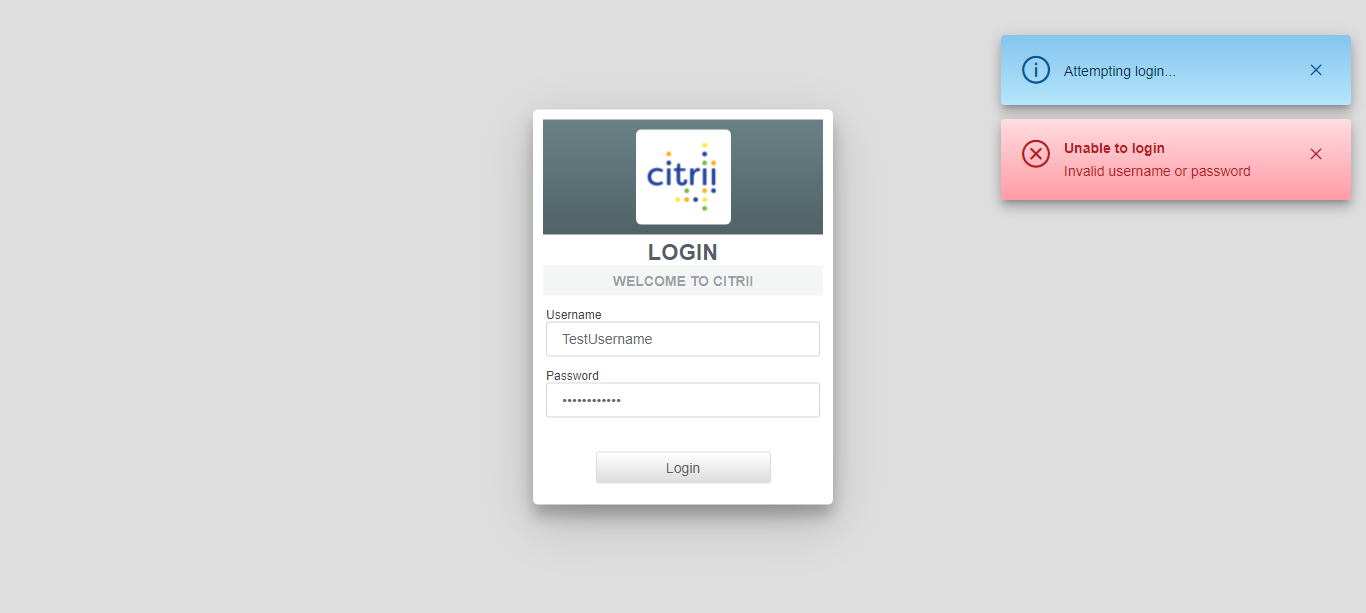 Attempting login...
Unable to login
Invalid username or password
citrii
LOGIN
WELCOME TO CITRII
Username
TestUsername
Password
••••••••••••
Login